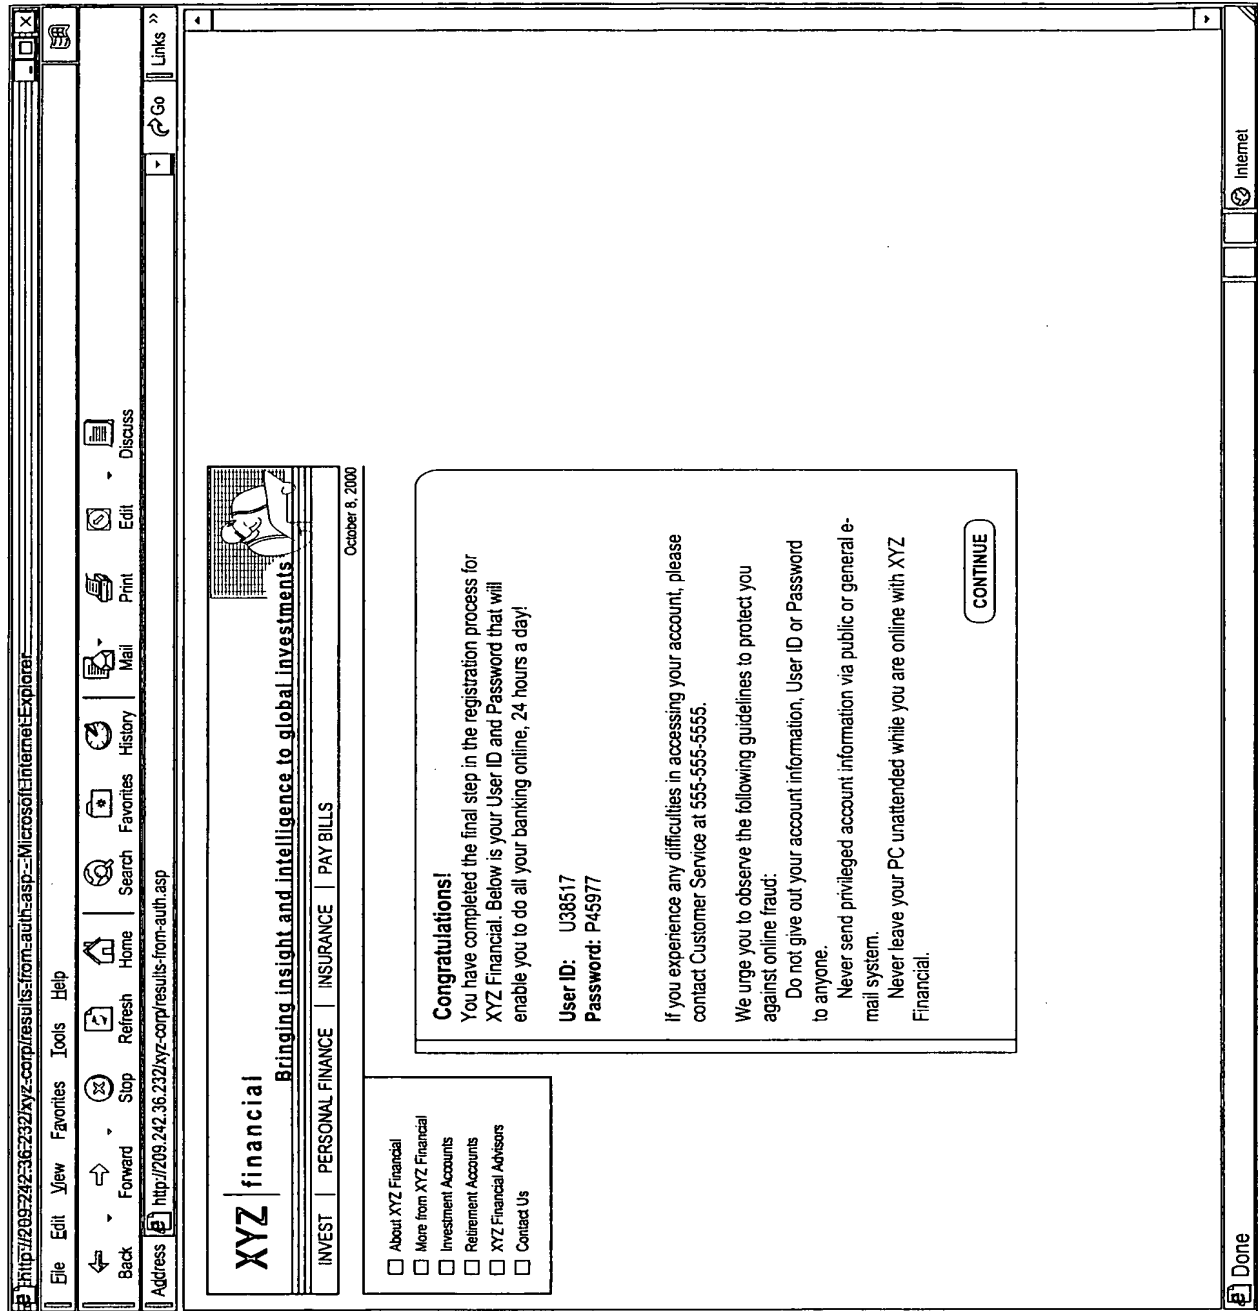 http://209.242.36.232/xyz-corp/results-from-auth-asp - Microsoft Internet Explorer
File Edit View Favorites Tools Help
Back Forward Stop Refresh Home Search Favorites History Mail Print Edit Discuss
Address http://209.242.36.232/xyz-corp/results-from-auth.asp Go Links »
XYZ financial
Bringing insight and intelligence to global investments
INVEST PERSONAL FINANCE INSURANCE PAY BILLS
October 8, 2000
About XYZ Financial
More from XYZ Financial
Investment Accounts
Retirement Accounts
XYZ Financial Advisors
Contact Us
Congratulations!
You have completed the final step in the registration process for
XYZ Financial. Below is your User ID and Password that will
enable you to do all your banking online, 24 hours a day!
User ID: U38517
Password: P45977
If you experience any difficulties in accessing your account, please
contact Customer Service at 555-555-5555.
We urge you to observe the following guidelines to protect you
against online fraud:
Do not give out your account information, User ID or Password
to anyone.
Never send privileged account information via public or general e-
mail system.
Never leave your PC unattended while you are online with XYZ
Financial.
CONTINUE
Done Internet